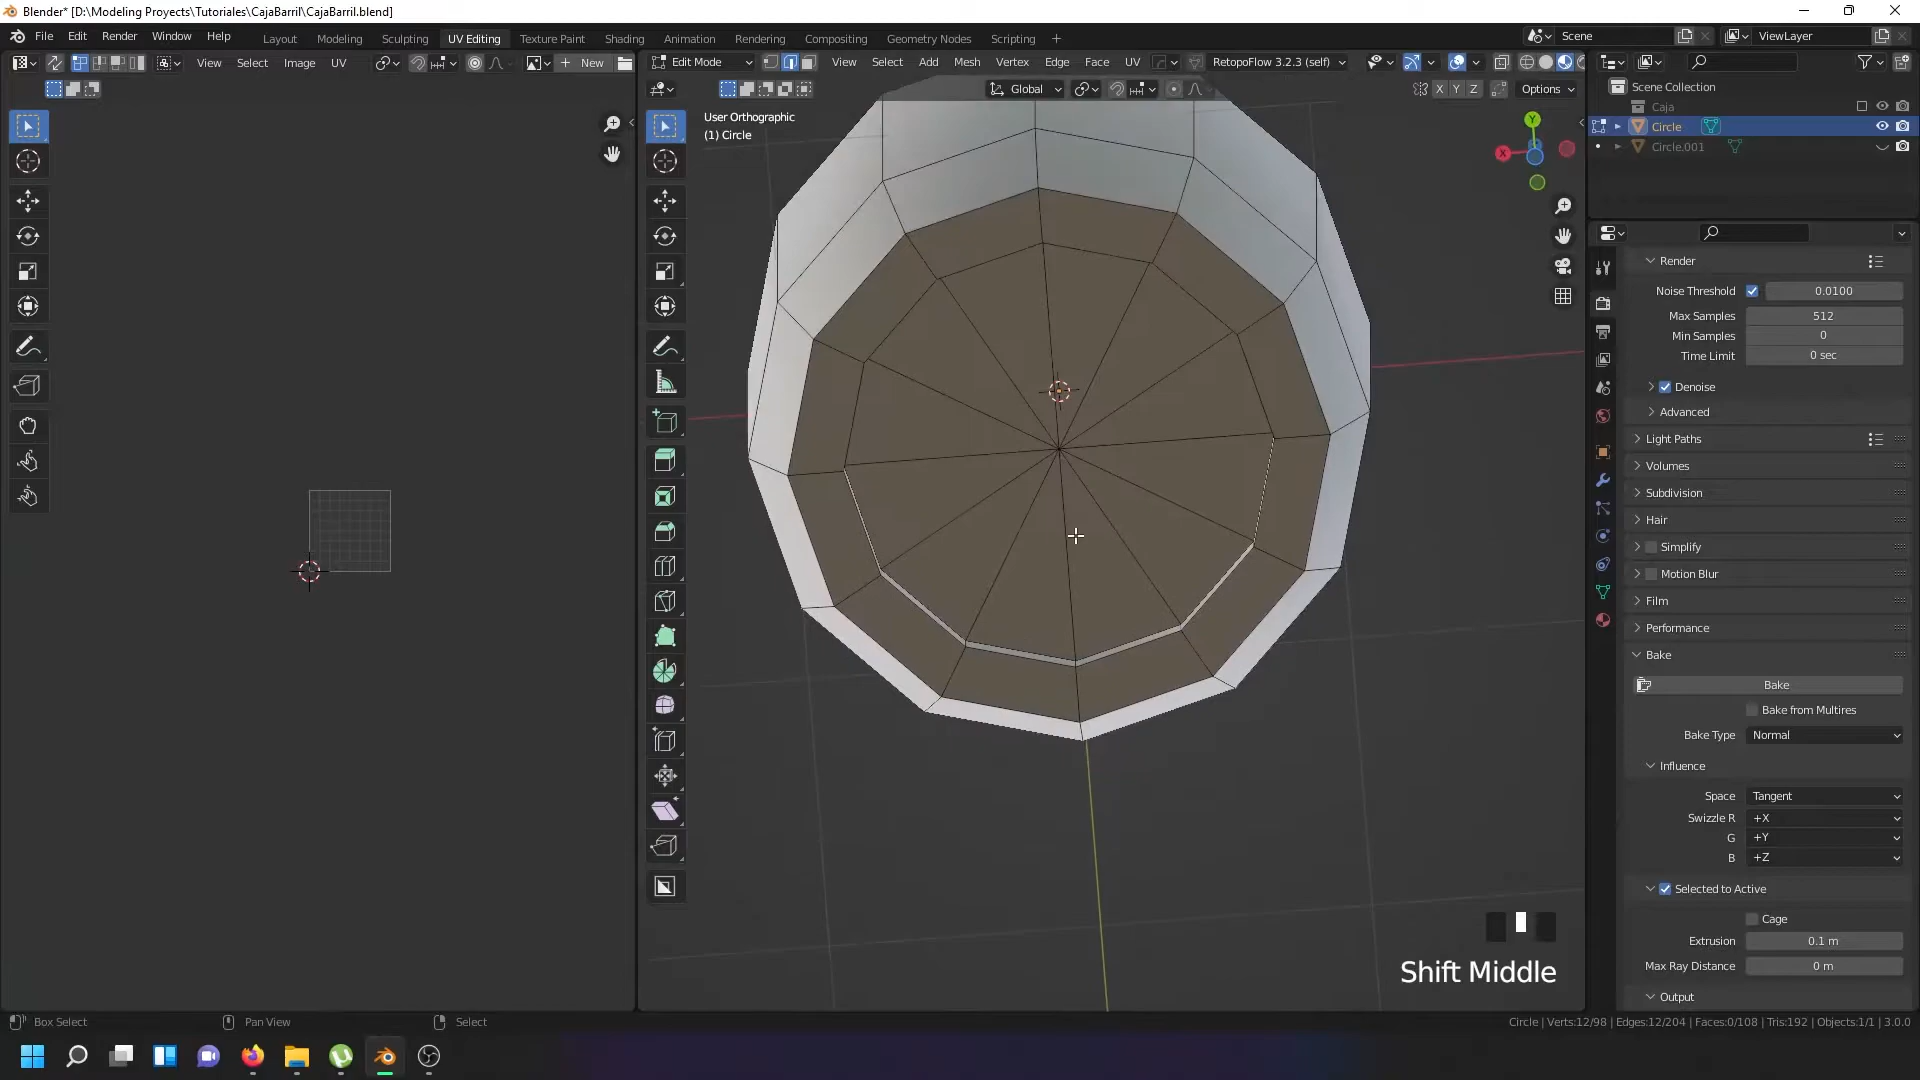 Blender* [D:\Modeling Proyects\Tutoriales\CajaBarril\CajaBarril.blend]
File Edit Render Window Help
Layout Modeling Sculpting UV Editing Texture Paint Shading Animation Rendering Compositing Geometry Nodes Scripting +
Scene
ViewLayer
View Select Image UV
+ New
Edit Mode
View Select Add Mesh Vertex Edge Face UV
RetopoFlow 3.2.3 (self)
Global
X Y Z
Options
User Orthographic
(1) Circle
Y
X
Scene Collection
Caja
Circle
Circle.001
Render
Noise Threshold 0.0100
Max Samples 512
Min Samples 0
Time Limit 0 sec
Denoise
Advanced
Light Paths
Volumes
Subdivision
Hair
Simplify
Motion Blur
Film
Performance
Bake
Bake
Bake from Multires
Bake Type Normal
Influence
Space Tangent
Swizzle R +X
G +Y
B +Z
Selected to Active
Cage
Extrusion 0.1 m
Max Ray Distance 0 m
Output
Shift Middle
Box Select Pan View Select
Circle | Verts:12/98 | Edges:12/204 | Faces:0/108 | Tris:192 | Objects:1/1 | 3.0.0